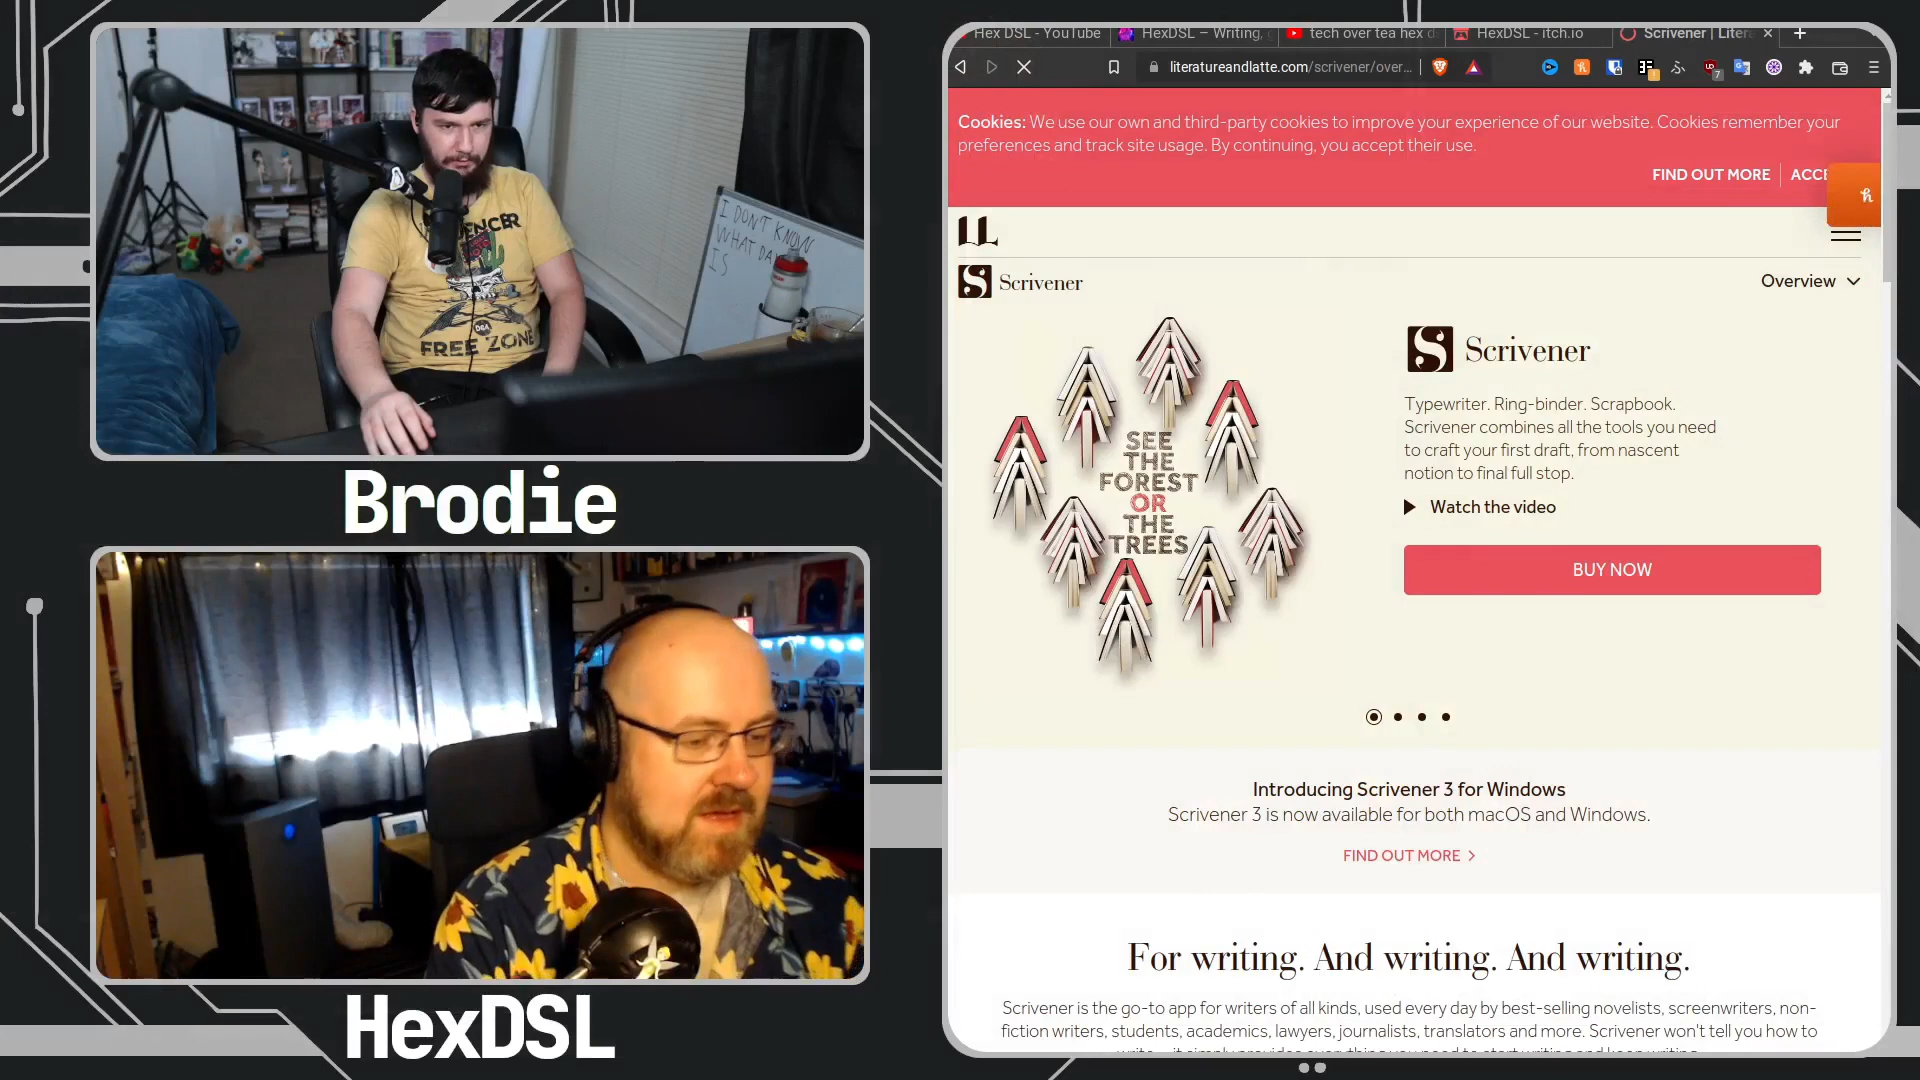 Hex DSL - YouTube
HexDSL – Writing,
tech over tea hex d
HexDSL - itch.io
Scrivener | Liter
literatureandlatte.com/scrivener/over...
7
Cookies: We use our own and third-party cookies to improve your experience of our website. Cookies remember your
preferences and track site usage. By continuing, you accept their use.
FIND OUT MORE
ACCE
LL
S Scrivener
Overview
SEE
THE
FOREST
OR
THE
TREES
S Scrivener
Typewriter. Ring-binder. Scrapbook.
Scrivener combines all the tools you need
to craft your first draft, from nascent
notion to final full stop.
Watch the video
BUY NOW
Introducing Scrivener 3 for Windows
Scrivener 3 is now available for both macOS and Windows.
FIND OUT MORE
For writing. And writing. And writing.
Scrivener is the go-to app for writers of all kinds, used every day by best-selling novelists, screenwriters, non-
fiction writers, students, academics, lawyers, journalists, translators and more. Scrivener won't tell you how to
I DON'T KNOW
WHAT DAY
IS
FREE ZONE
Brodie
HexDSL